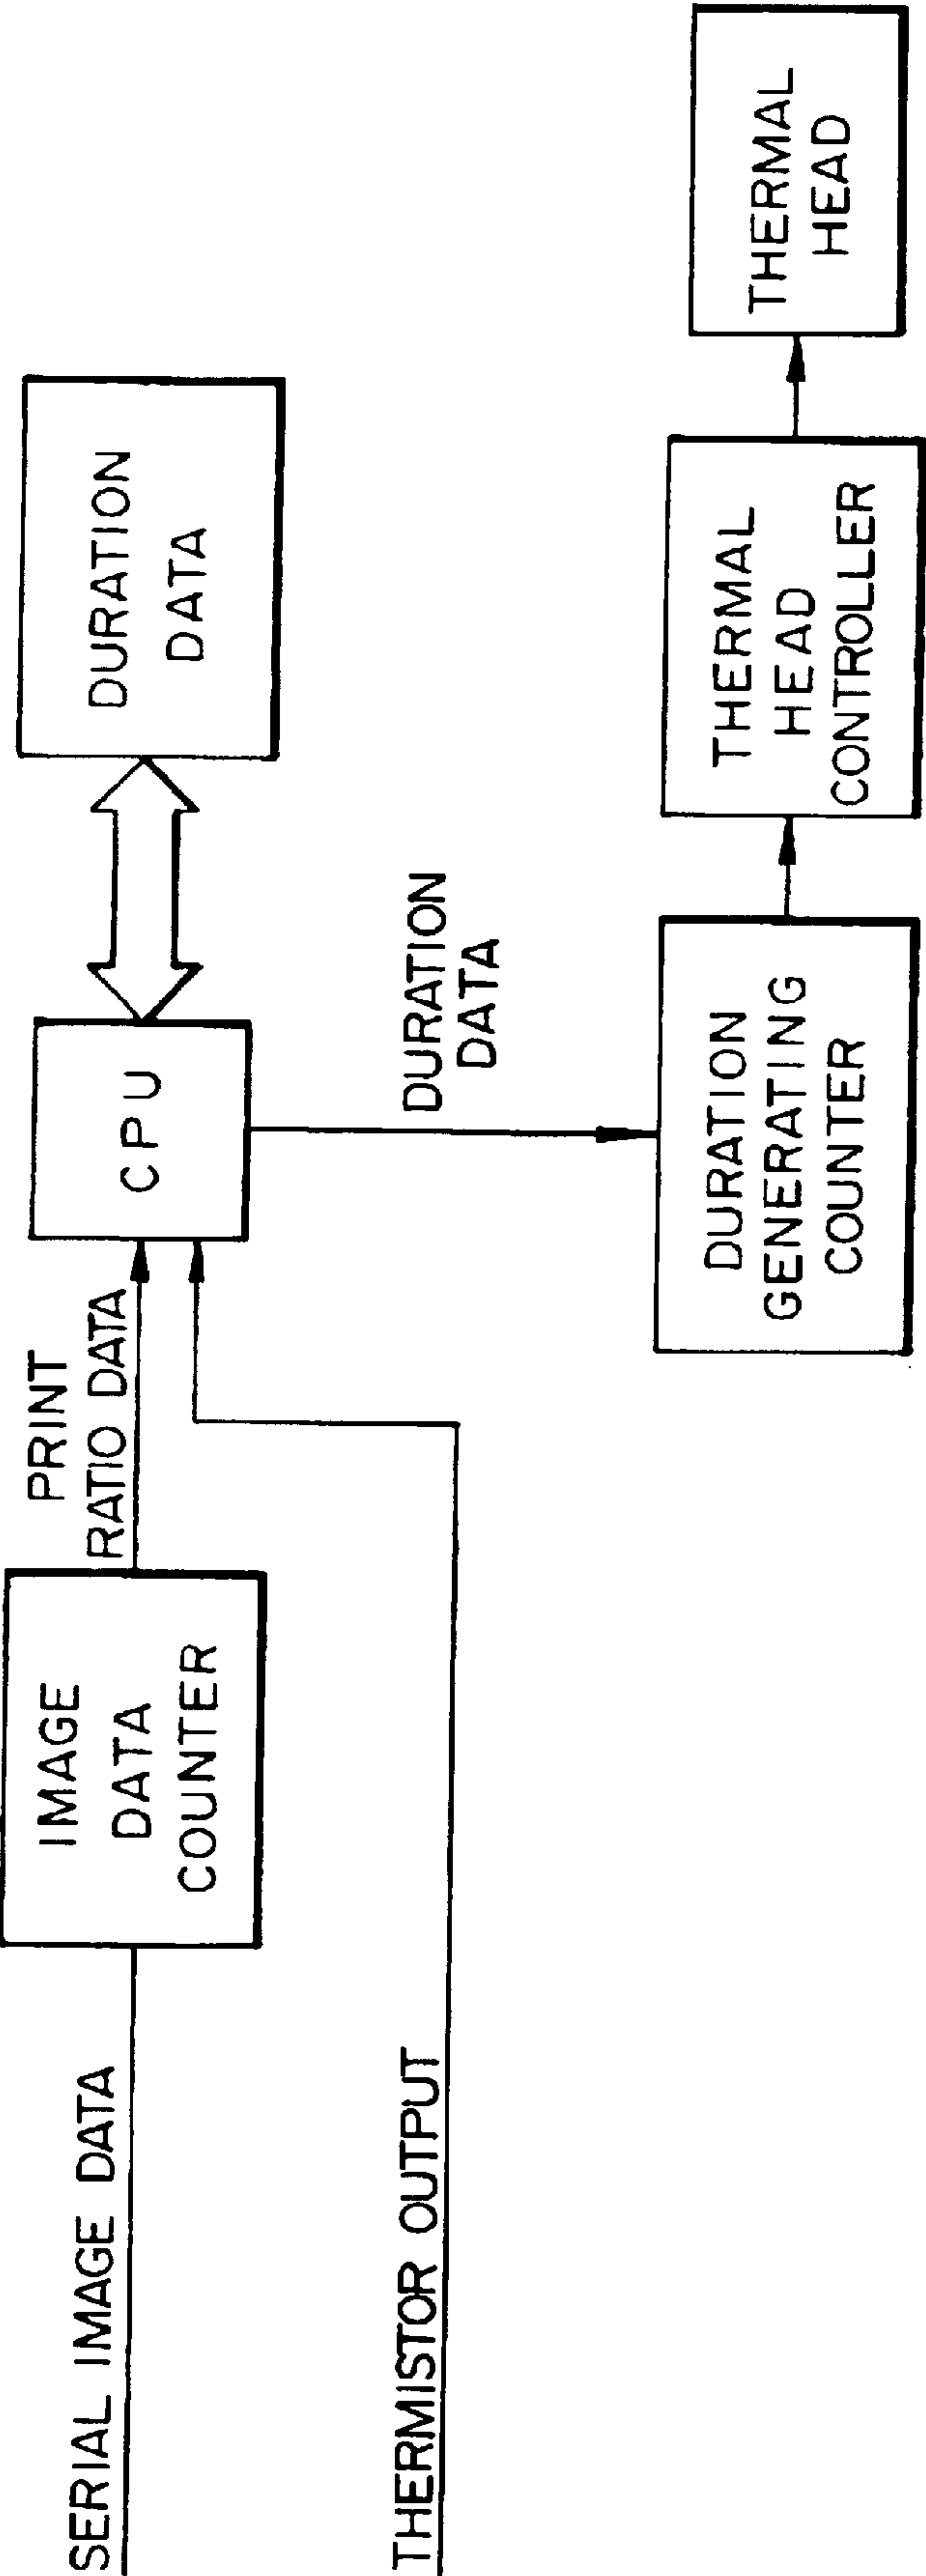 SERIAL IMAGE DATA
IMAGE
DATA
COUNTER
PRINT
RATIO DATA
CPU
DURATION
DATA
THERMISTOR OUTPUT
DURATION
DATA
DURATION
GENERATING
COUNTER
THERMAL
HEAD
CONTROLLER
THERMAL
HEAD